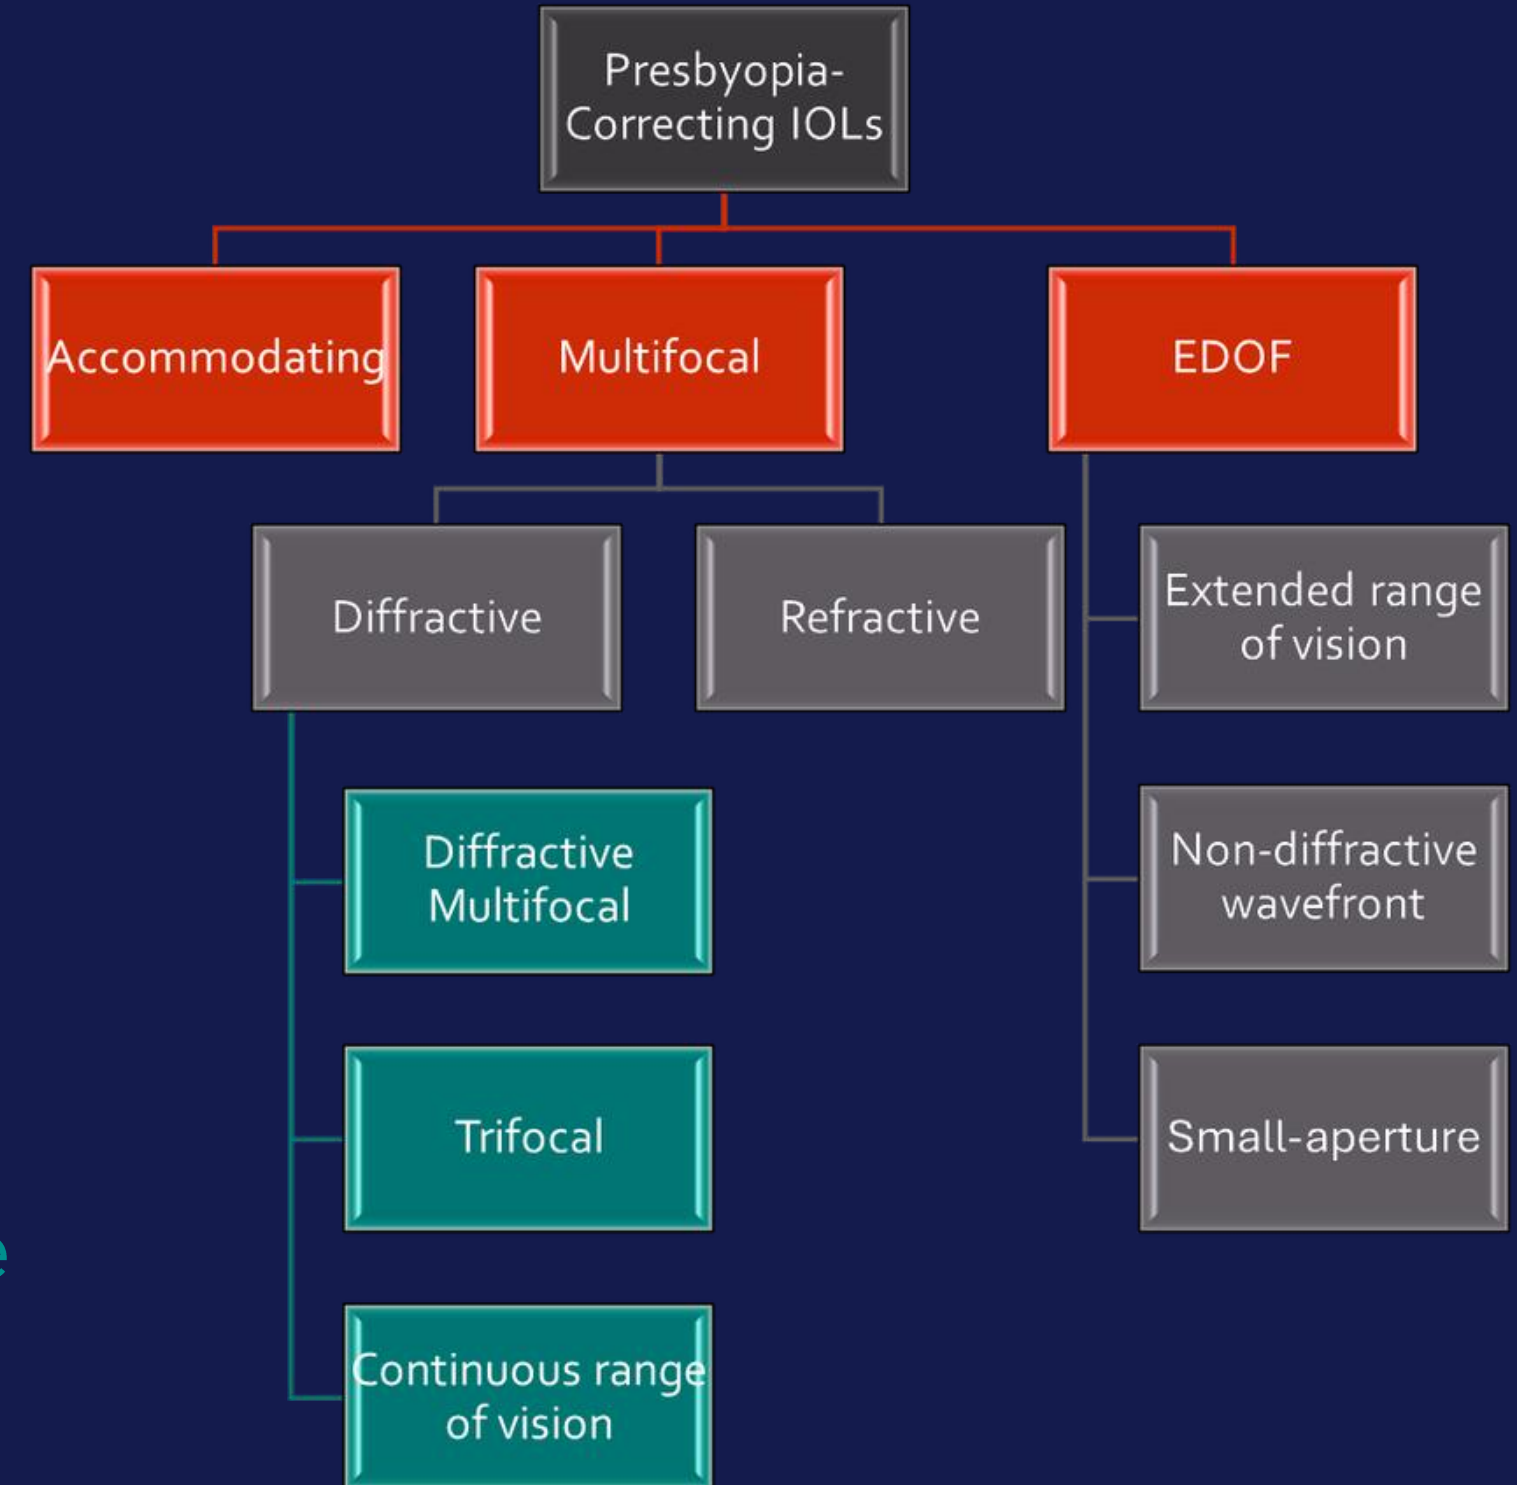 Presbyopia-
Correcting IOLs
Accommodating
Multifocal
EDOF
Diffractive
Refractive
Extended range
of vision
Diffractive
Multifocal
Non-diffractive
wavefront
Trifocal
Small-aperture
Continuous range
of vision